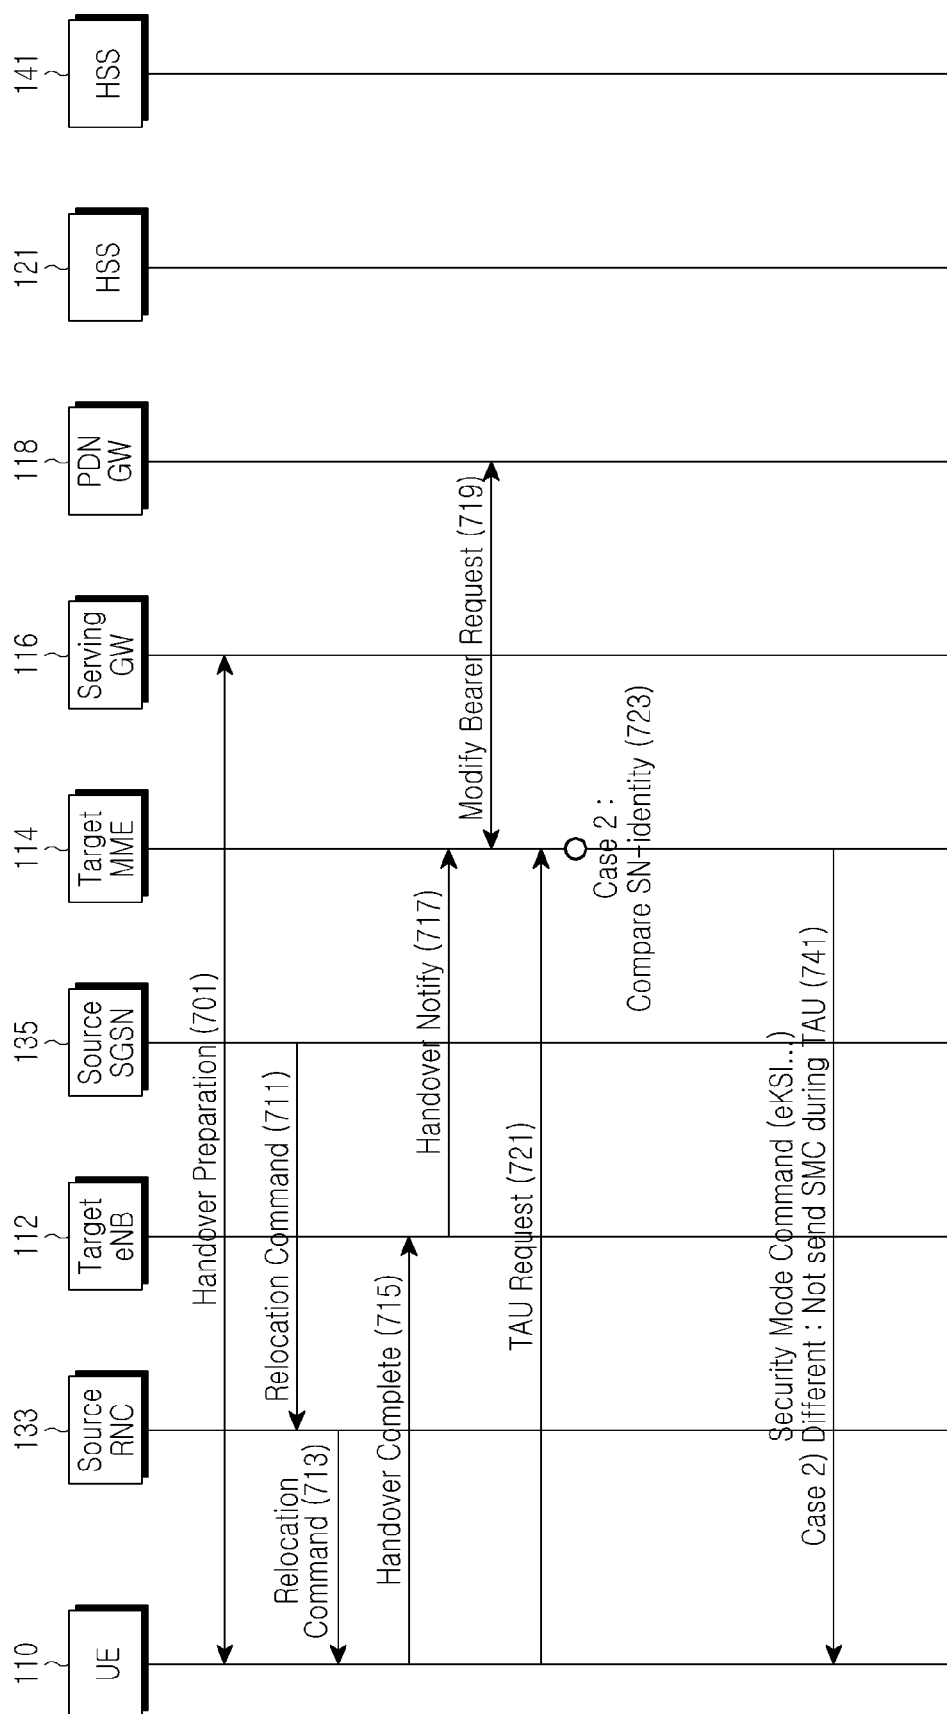 110
UE
133
Source
RNC
112
Target
eNB
135
Source
SGSN
114
Target
MME
116
Serving
GW
118
PDN
GW
121
HSS
141
HSS
Handover Preparation (701)
Relocation Command (711)
Relocation
Command (713)
Handover Complete (715)
Handover Notify (717)
Modify Bearer Request (719)
TAU Request (721)
Case 2 :
Compare SN-identity (723)
Security Mode Command (eKSI...)
Case 2) Different : Not send SMC during TAU (741)